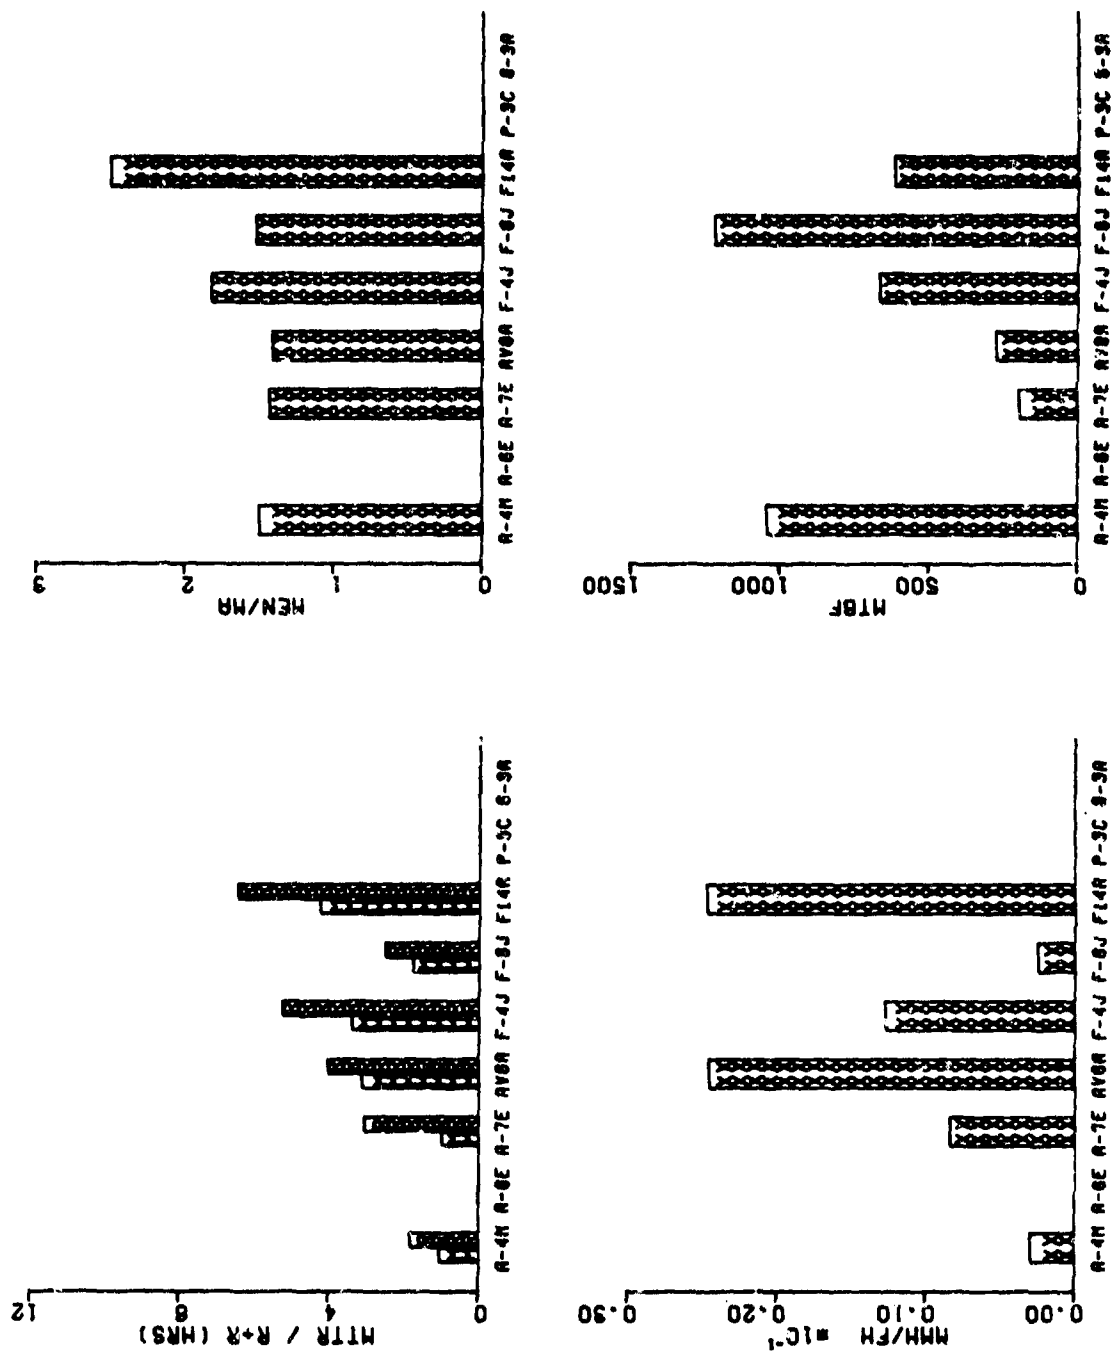 MTTR / R+R (HRS)
12
8
4
0
A-4M A-6E A-7E AV8A F-4J F-8J F14A P-3C S-3A
MEN/MA
3
2
1
0
A-4M A-6E A-7E AV8A F-4J F-8J F14A P-3C S-3A
MMH/FH *10⁻¹
0.30
0.20
0.10
0.00
A-4M A-6E A-7E AV8A F-4J F-8J F14A P-3C S-3A
MTBF
1500
1000
500
0
A-4M A-6E A-7E AV8A F-4J F-8J F14A P-3C S-3A